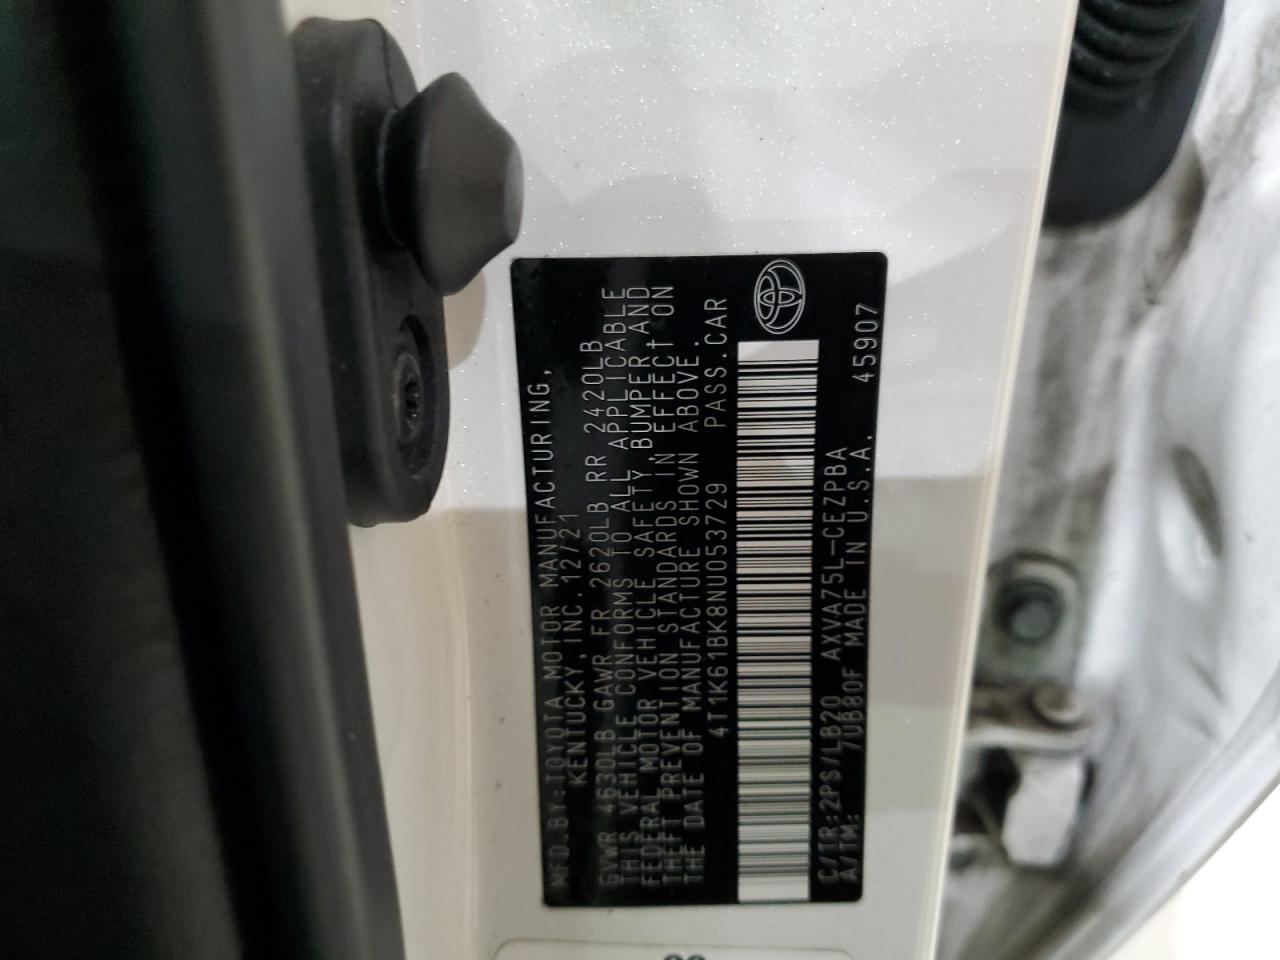 MFD.BY:TOYOTA MOTOR MANUFACTURING,
KENTUCKY,INC.12/21
GVWR 4630LB GAWR FR 2620LB RR 2420LB
THIS VEHICLE CONFORMS TO ALL APPLICABLE
FEDERAL MOTOR VEHICLE SAFETY,BUMPER,AND
THEFT PREVENTION STANDARDS IN EFFECT ON
THE DATE OF MANUFACTURE SHOWN ABOVE.
4T1K61BK8NU053729 PASS.CAR
C/TR:2PS/LB20 AXVA75L-CEZPBA
A/TM: 7UB80F MADE IN U.S.A. 45907